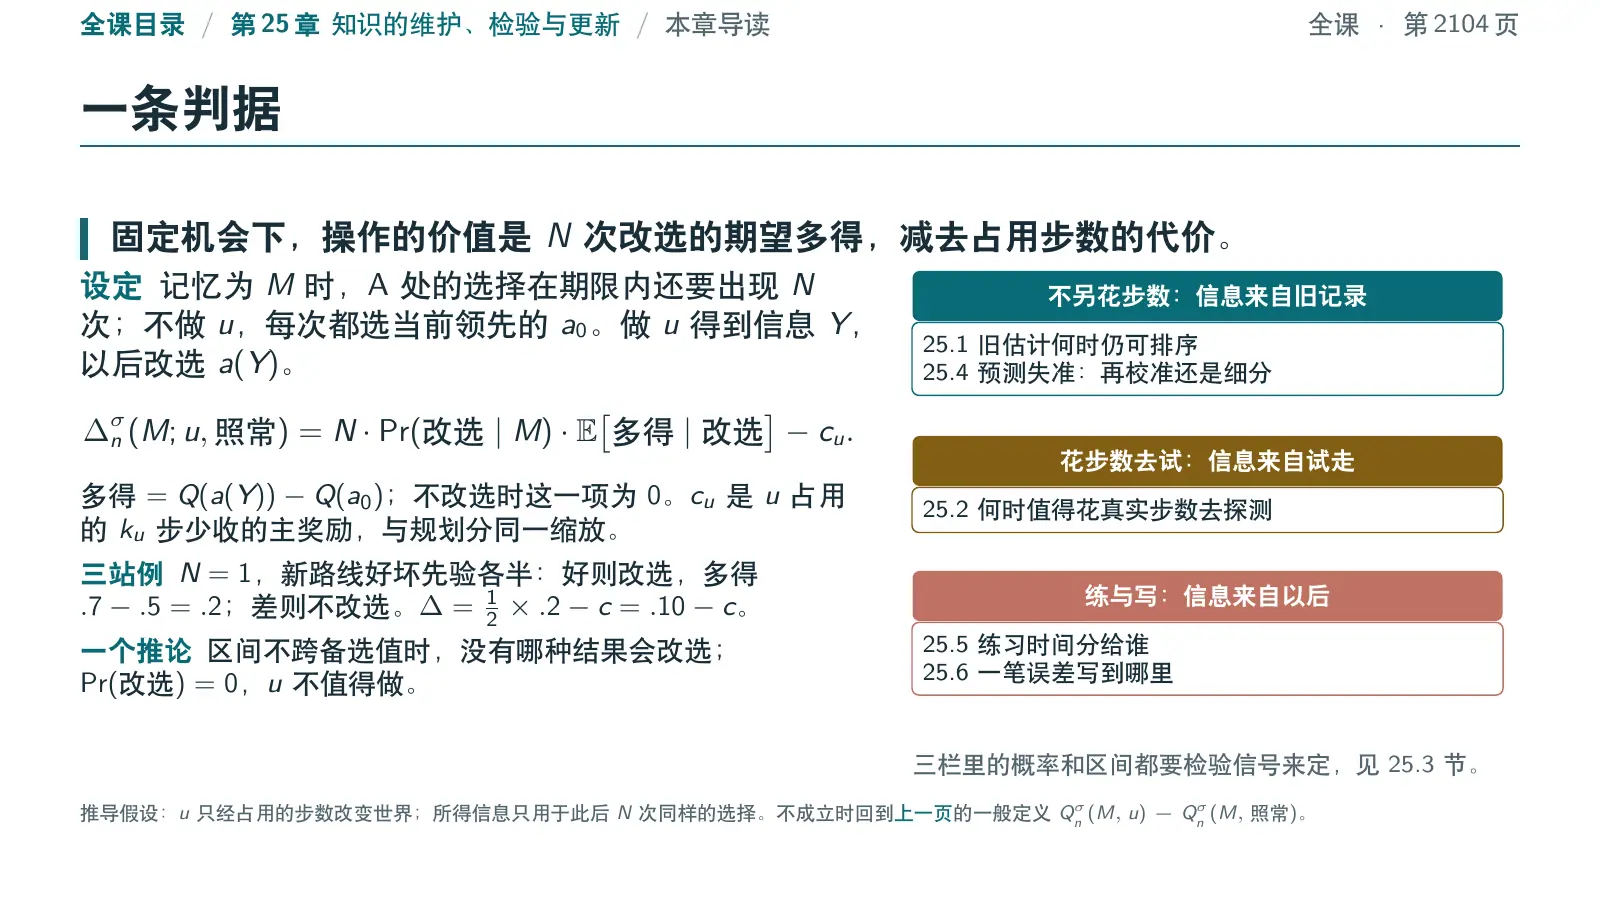 全课目录 / 第 25 章 知识的维护、检验与更新 / 本章导读
全课 · 第 2104 页
一条判据
固定机会下，操作的价值是 N 次改选的期望多得，减去占用步数的代价。
设定 记忆为 M 时，A 处的选择在期限内还要出现 N
次；不做 u，每次都选当前领先的 a₀。做 u 得到信息 Y，
以后改选 a(Y)。
Δₙ^σ(M; u, 照常) = N · Pr(改选 | M) · 𝔼[多得 | 改选] − cᵤ.
多得 = Q(a(Y)) − Q(a₀)；不改选时这一项为 0。cᵤ 是 u 占用
的 kᵤ 步少收的主奖励，与规划分同一缩放。
三站例 N = 1，新路线好坏先验各半：好则改选，多得
.7 − .5 = .2；差则不改选。Δ = 1/2 × .2 − c = .10 − c。
一个推论 区间不跨备选值时，没有哪种结果会改选；
Pr(改选) = 0，u 不值得做。
不另花步数：信息来自旧记录
25.1 旧估计何时仍可排序
25.4 预测失准：再校准还是细分
花步数去试：信息来自试走
25.2 何时值得花真实步数去探测
练与写：信息来自以后
25.5 练习时间分给谁
25.6 一笔误差写到哪里
三栏里的概率和区间都要检验信号来定，见 25.3 节。
推导假设：u 只经占用的步数改变世界；所得信息只用于此后 N 次同样的选择。不成立时回到上一页的一般定义 Qₙ^σ(M, u) − Qₙ^σ(M, 照常)。